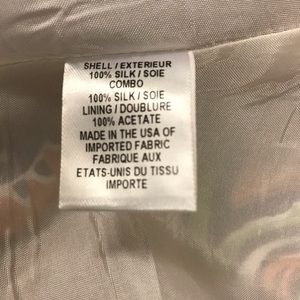 SHELL / EXTERIEUR
100% SILK / SOIE
COMBO
100% SILK / SOIE
LINING / DOUBLURE
100% ACETATE
MADE IN THE USA OF
IMPORTED FABRIC
FABRIQUE AUX
ETATS-UNIS DU TISSU
IMPORTE